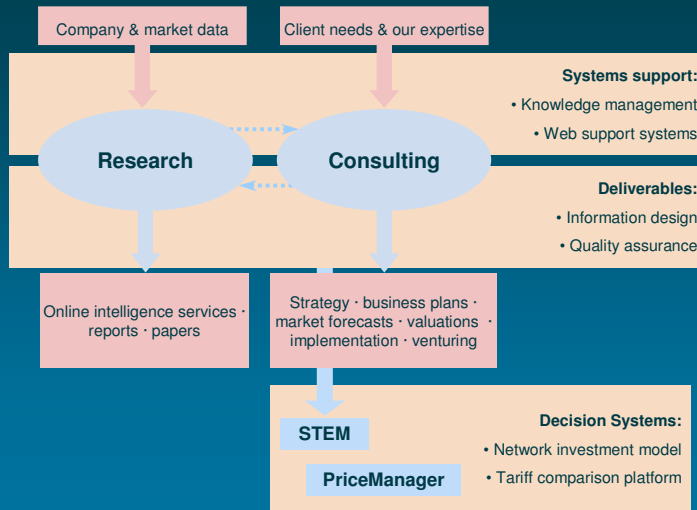 Company & market data
Client needs & our expertise
Systems support:
• Knowledge management
• Web support systems
Research
Consulting
Deliverables:
• Information design
• Quality assurance
Online intelligence services ·
reports · papers
Strategy · business plans ·
market forecasts · valuations ·
implementation · venturing
Decision Systems:
STEM
• Network investment model
PriceManager
• Tariff comparison platform